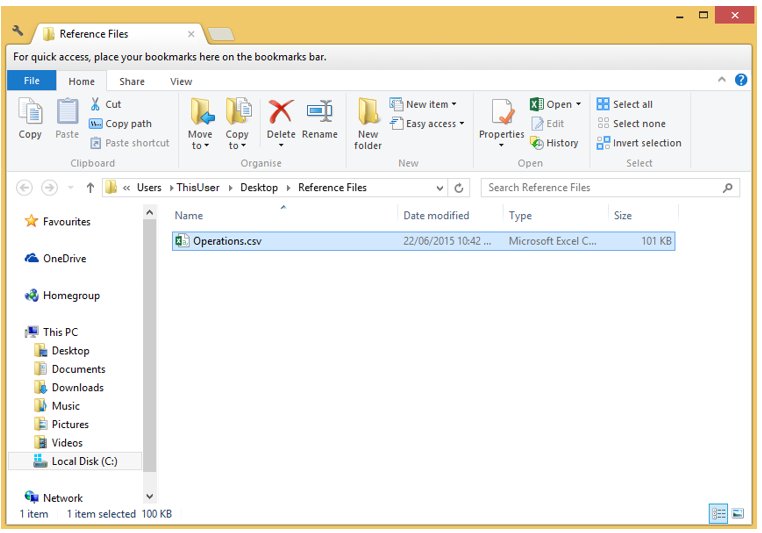 Reference Files
For quick access, place your bookmarks here on the bookmarks bar.
File Home Share View
Copy
Paste
Cut
Copy path
Paste shortcut
Clipboard
Move to
Copy to
Delete
Rename
Organise
New folder
New item
Easy access
New
Properties
Open
Edit
History
Open
Select all
Select none
Invert selection
Select
« Users ThisUser Desktop Reference Files
Search Reference Files
Name Date modified Type Size
Operations.csv 22/06/2015 10:42 ... Microsoft Excel C... 101 KB
Favourites
OneDrive
Homegroup
This PC
Desktop
Documents
Downloads
Music
Pictures
Videos
Local Disk (C:)
Network
1 item 1 item selected 100 KB